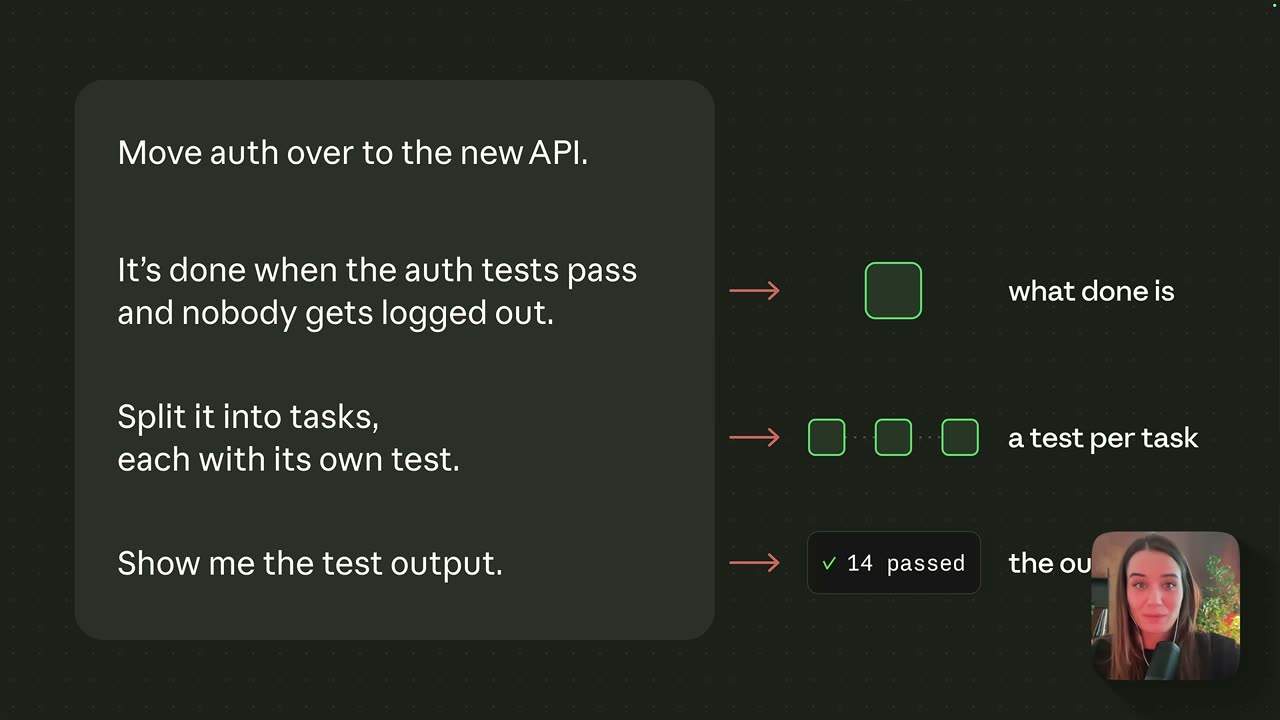 Move auth over to the new API.
It’s done when the auth tests pass
and nobody gets logged out.
what done is
Split it into tasks,
each with its own test.
a test per task
Show me the test output.
✓ 14 passed
the